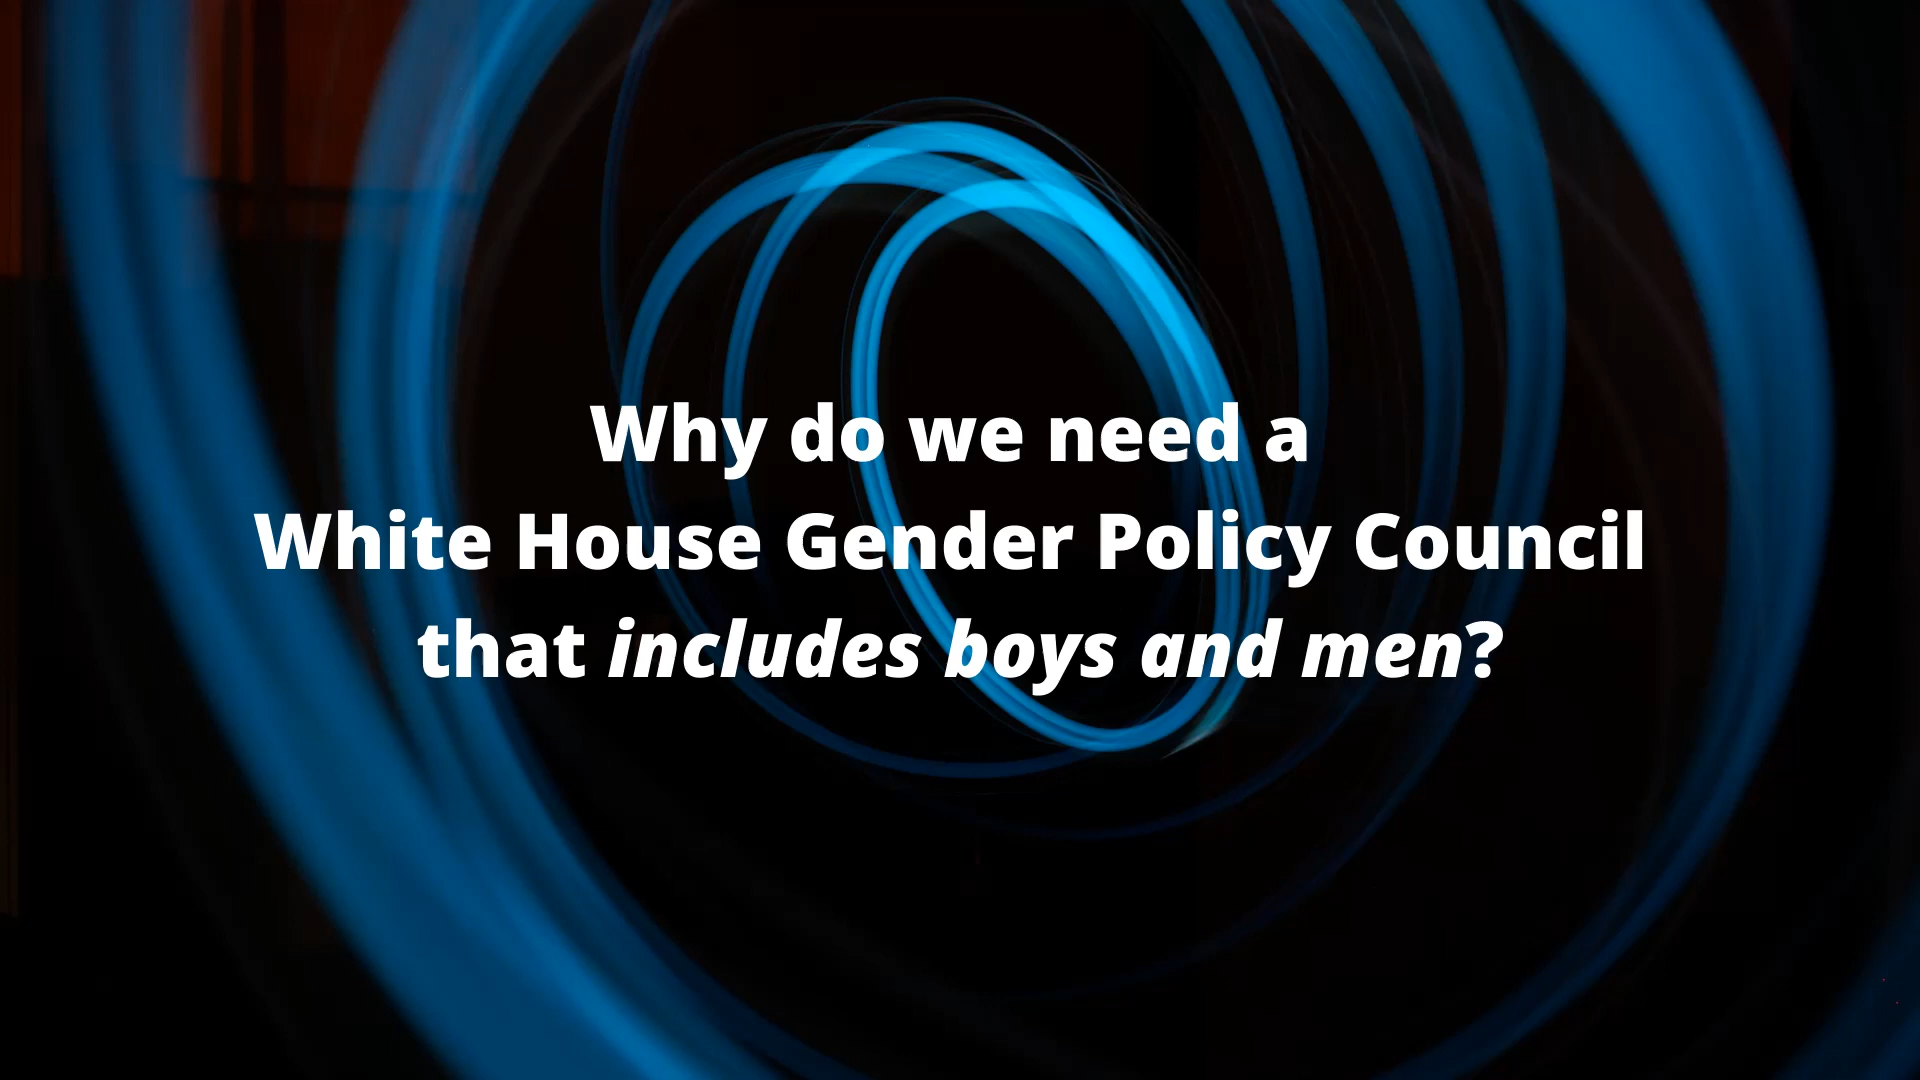 Why do we need a
White House Gender Policy Council
that includes boys and men?